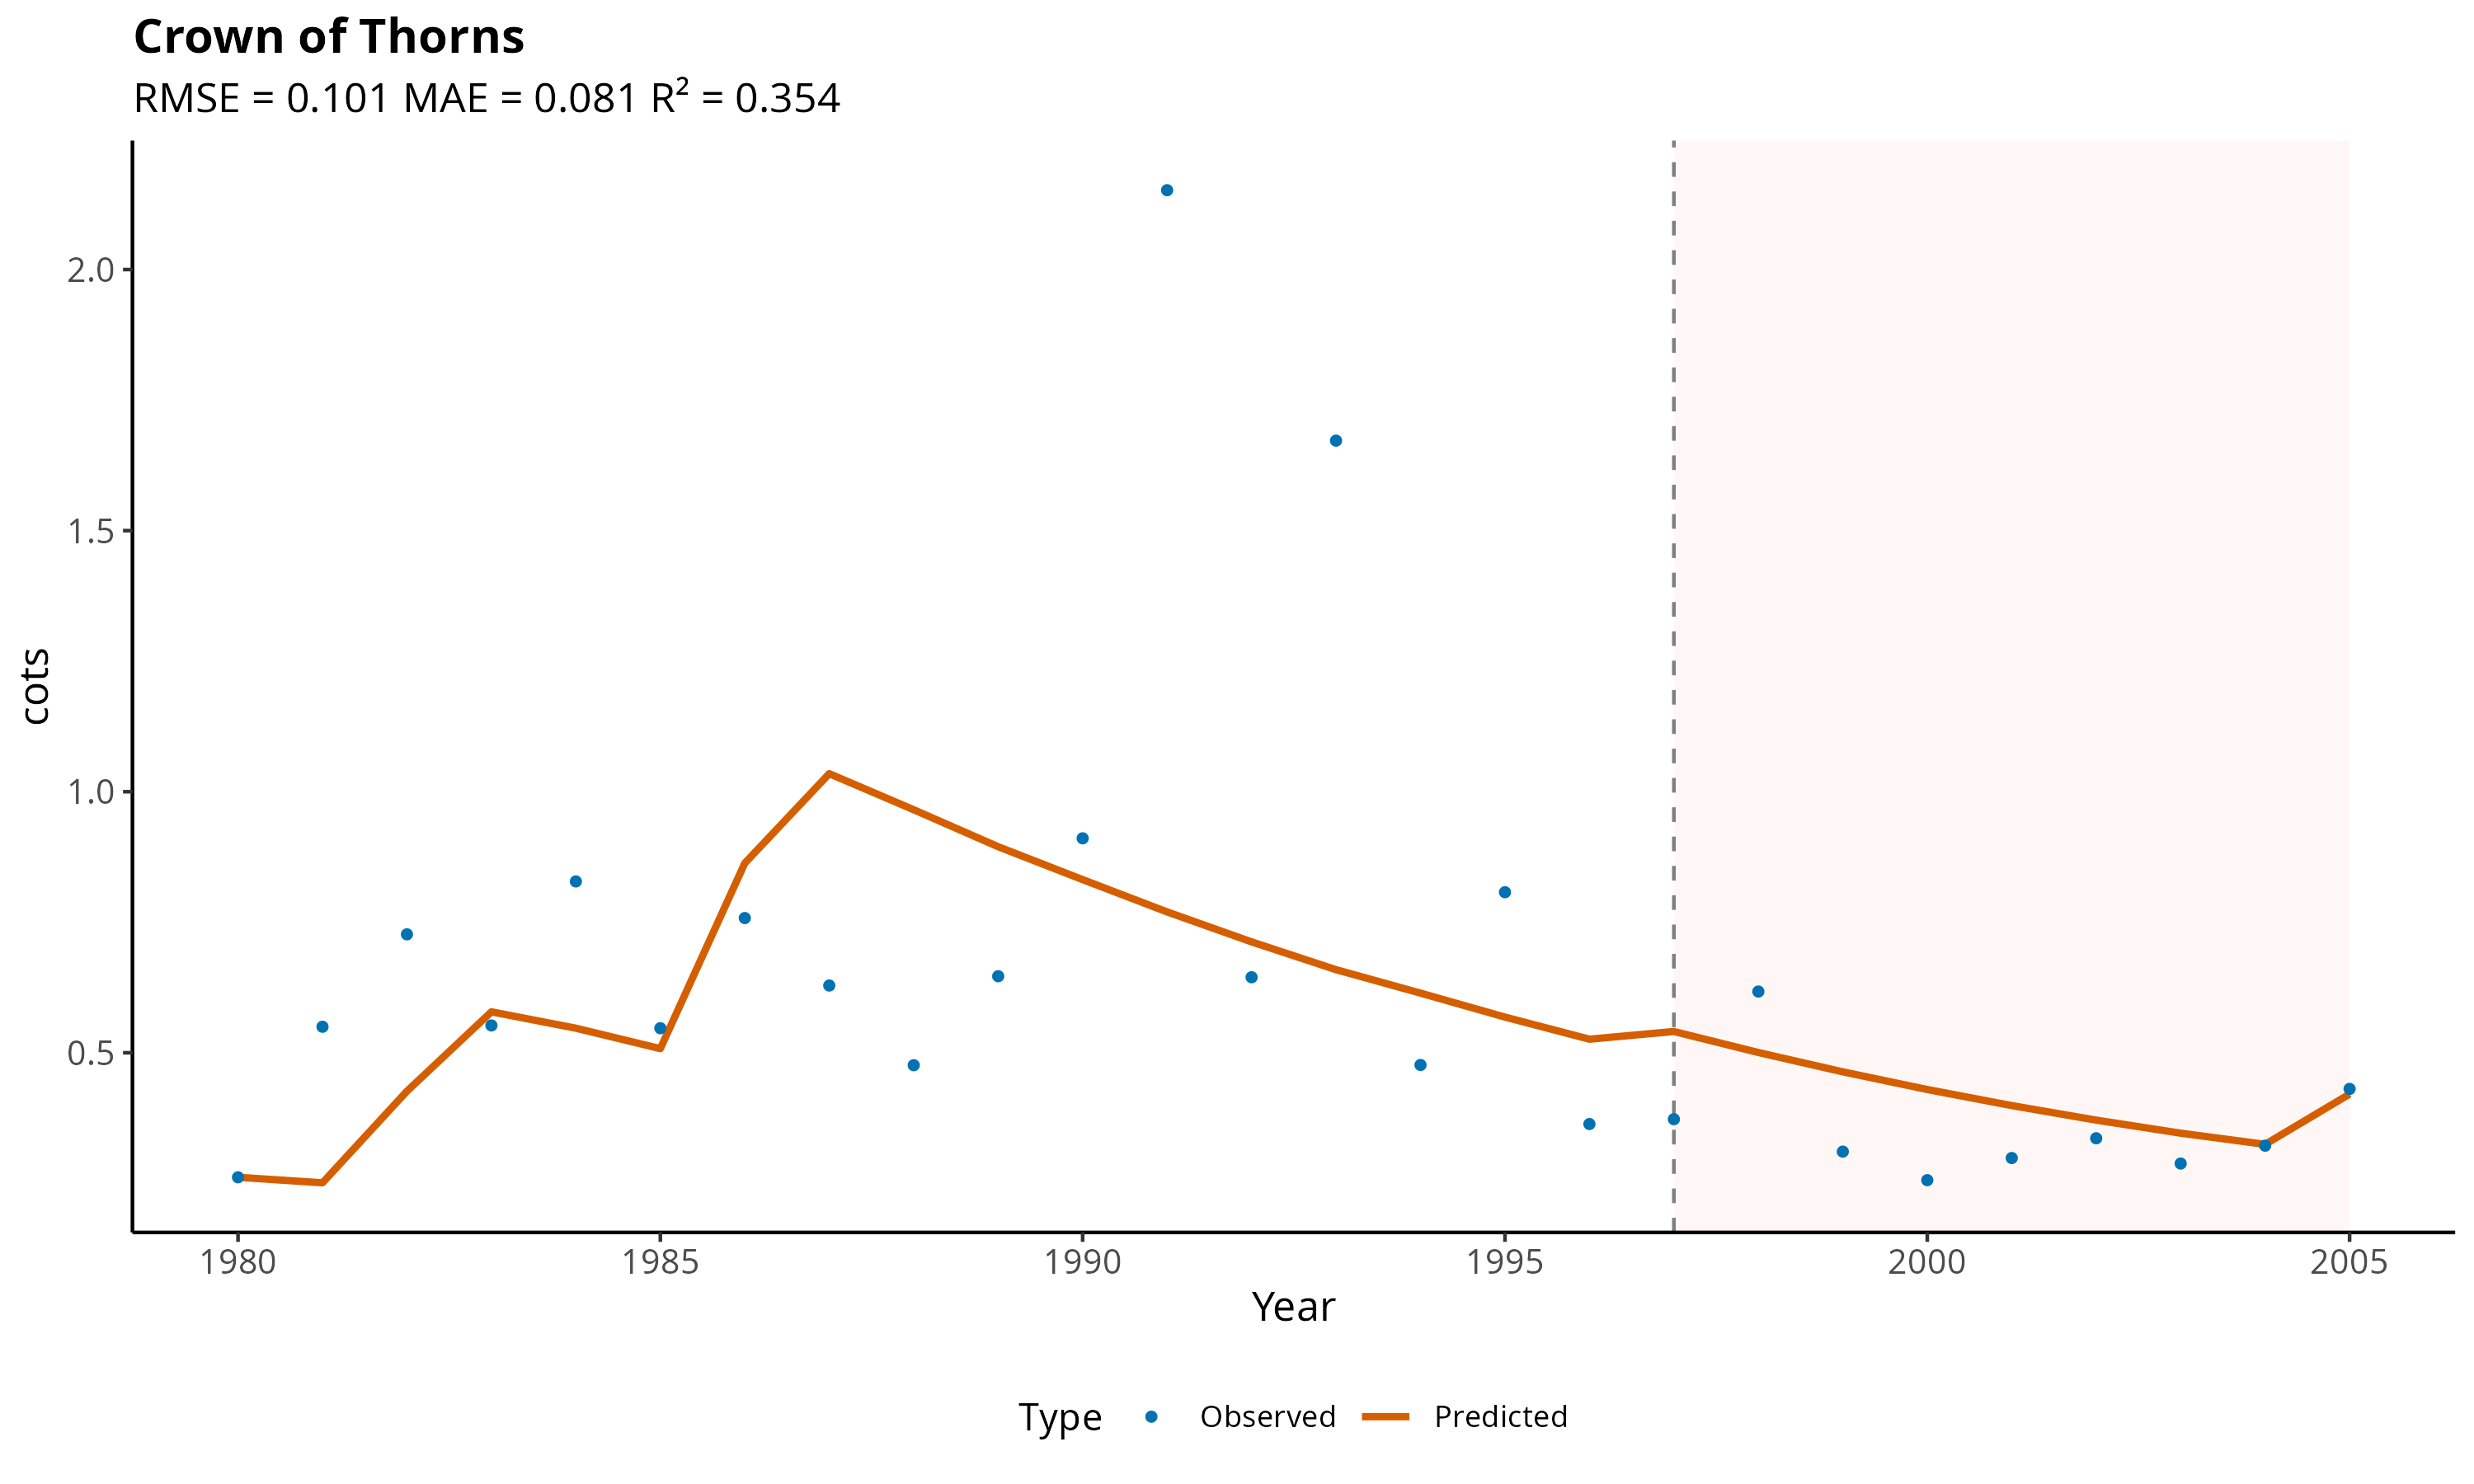 Crown of Thorns
RMSE = 0.101 MAE = 0.081 R² = 0.354
cots
2.0
1.5
1.0
0.5
1980 1985 1990 1995 2000 2005
Year
Type Observed Predicted